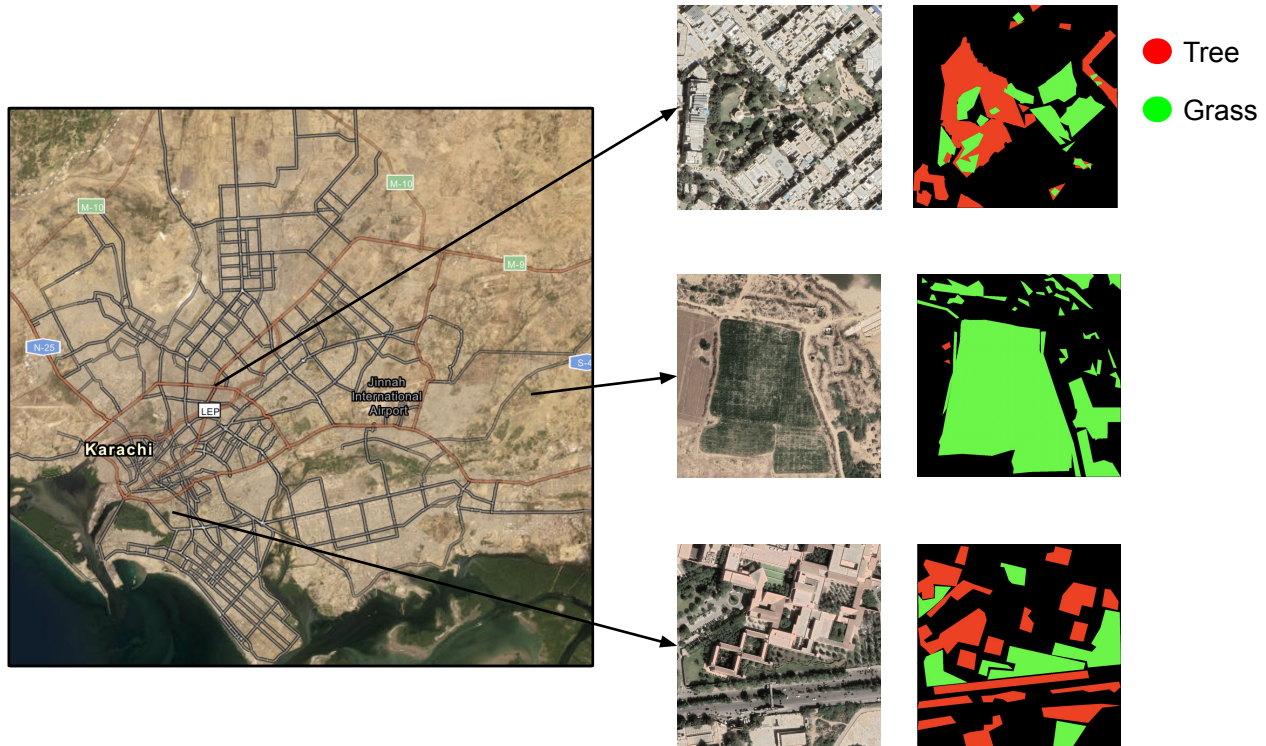 Tree
Grass
M-10
M-10
M-9
N-25
S-4
Jinnah
International
Airport
LEP
Karachi